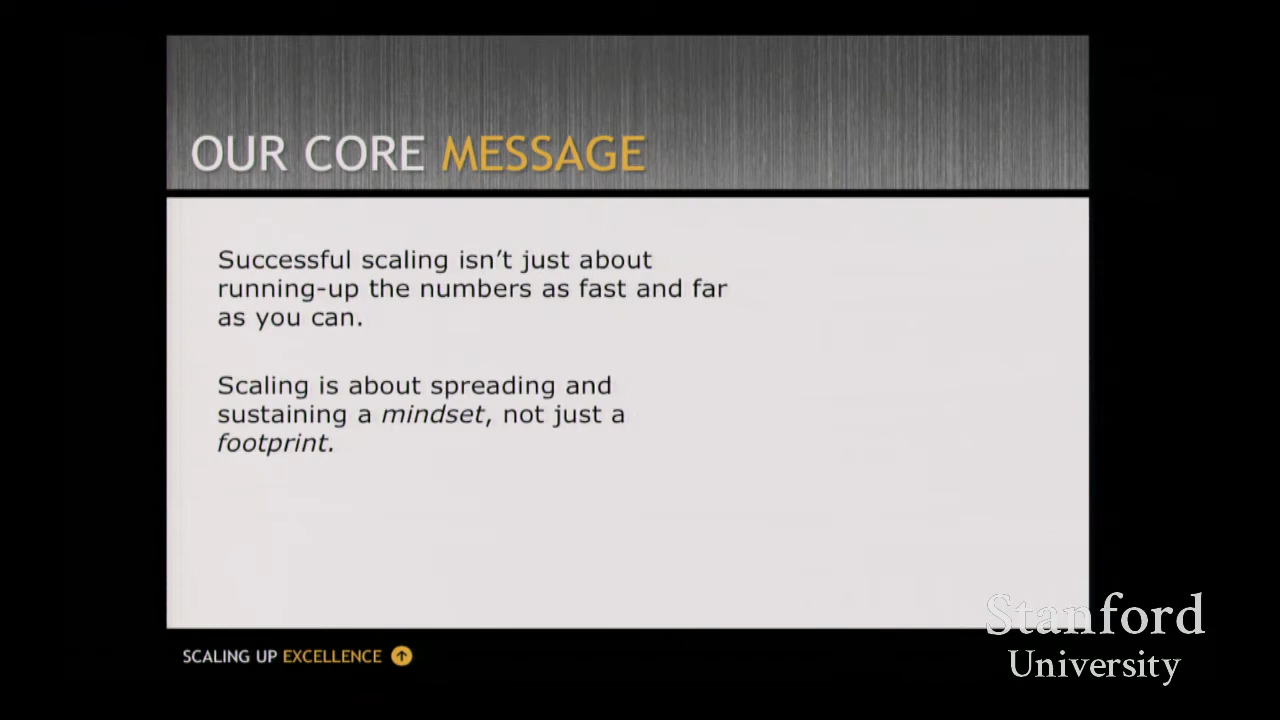 OUR CORE MESSAGE
Successful scaling isn’t just about
running-up the numbers as fast and far
as you can.
Scaling is about spreading and
sustaining a mindset, not just a
footprint.
SCALING UP EXCELLENCE
Stanford
University